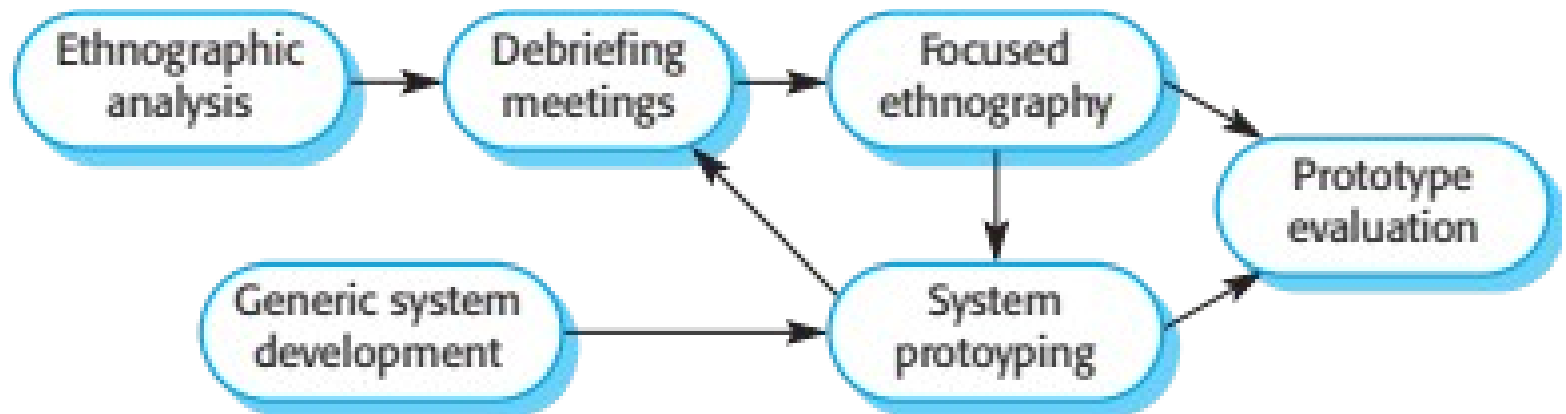 Ethnographic
analysis
Debriefing
meetings
Focused
ethnography
Prototype
evaluation
Generic system
development
System
protoyping